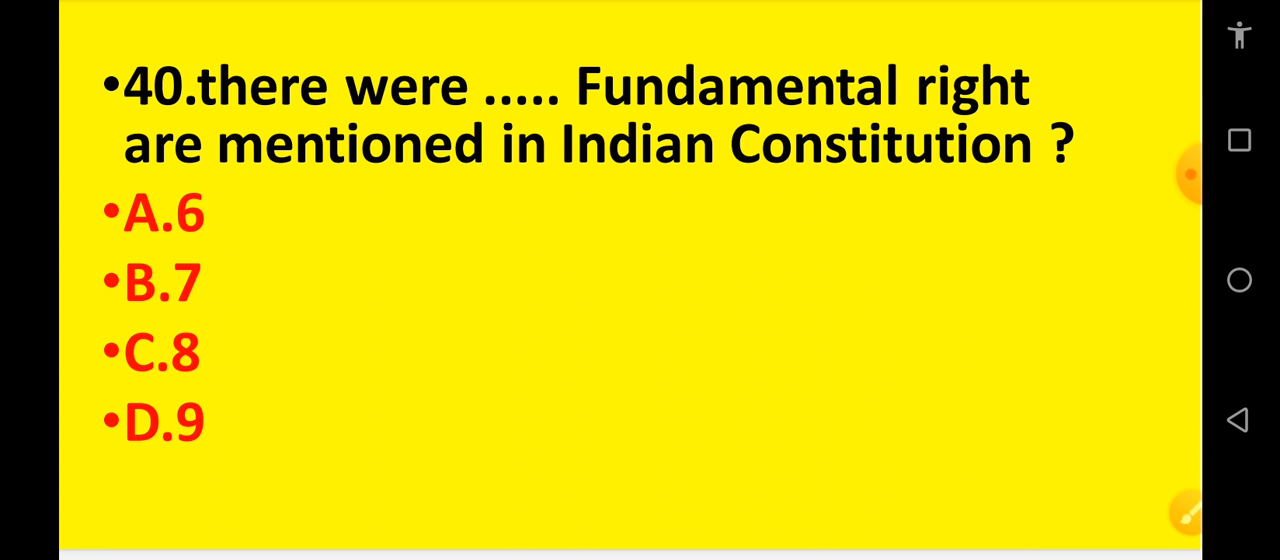 •40.there were ..... Fundamental right
are mentioned in Indian Constitution ?
•A.6
•B.7
•C.8
•D.9